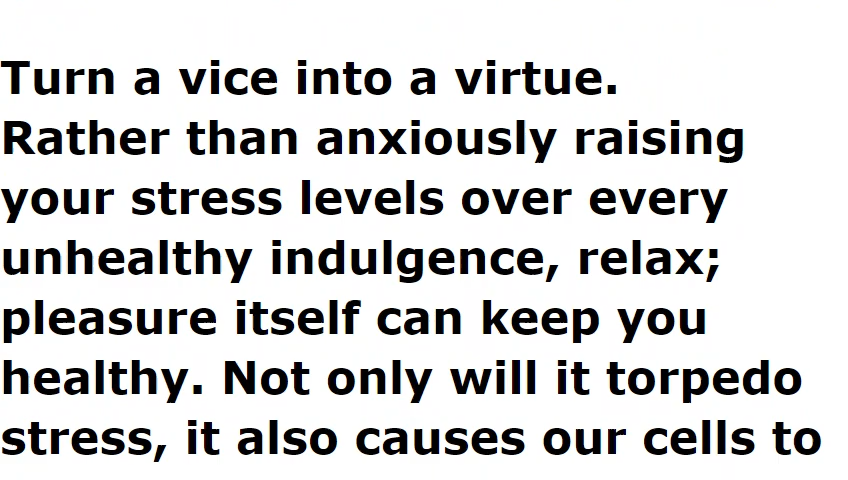 Turn a vice into a virtue.
Rather than anxiously raising
your stress levels over every
unhealthy indulgence, relax;
pleasure itself can keep you
healthy. Not only will it torpedo
stress, it also causes our cells to